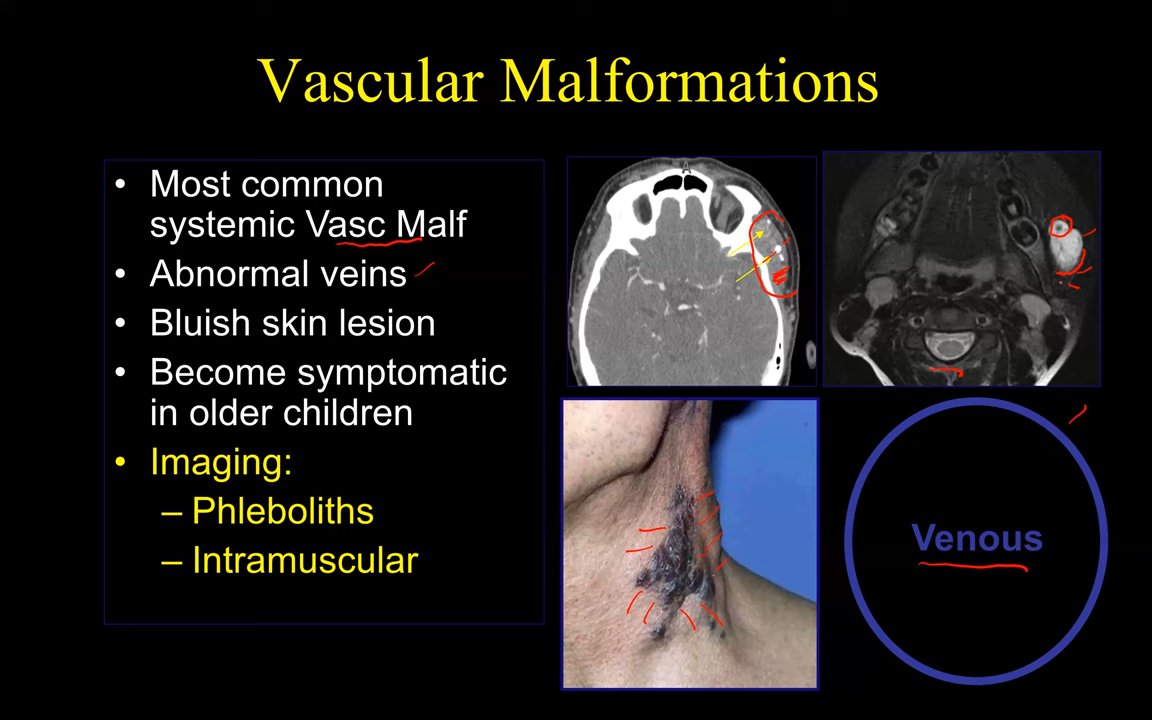 Vascular Malformations
• Most common
systemic Vasc Malf
• Abnormal veins
• Bluish skin lesion
• Become symptomatic
in older children
• Imaging:
– Phleboliths
– Intramuscular
A
Venous